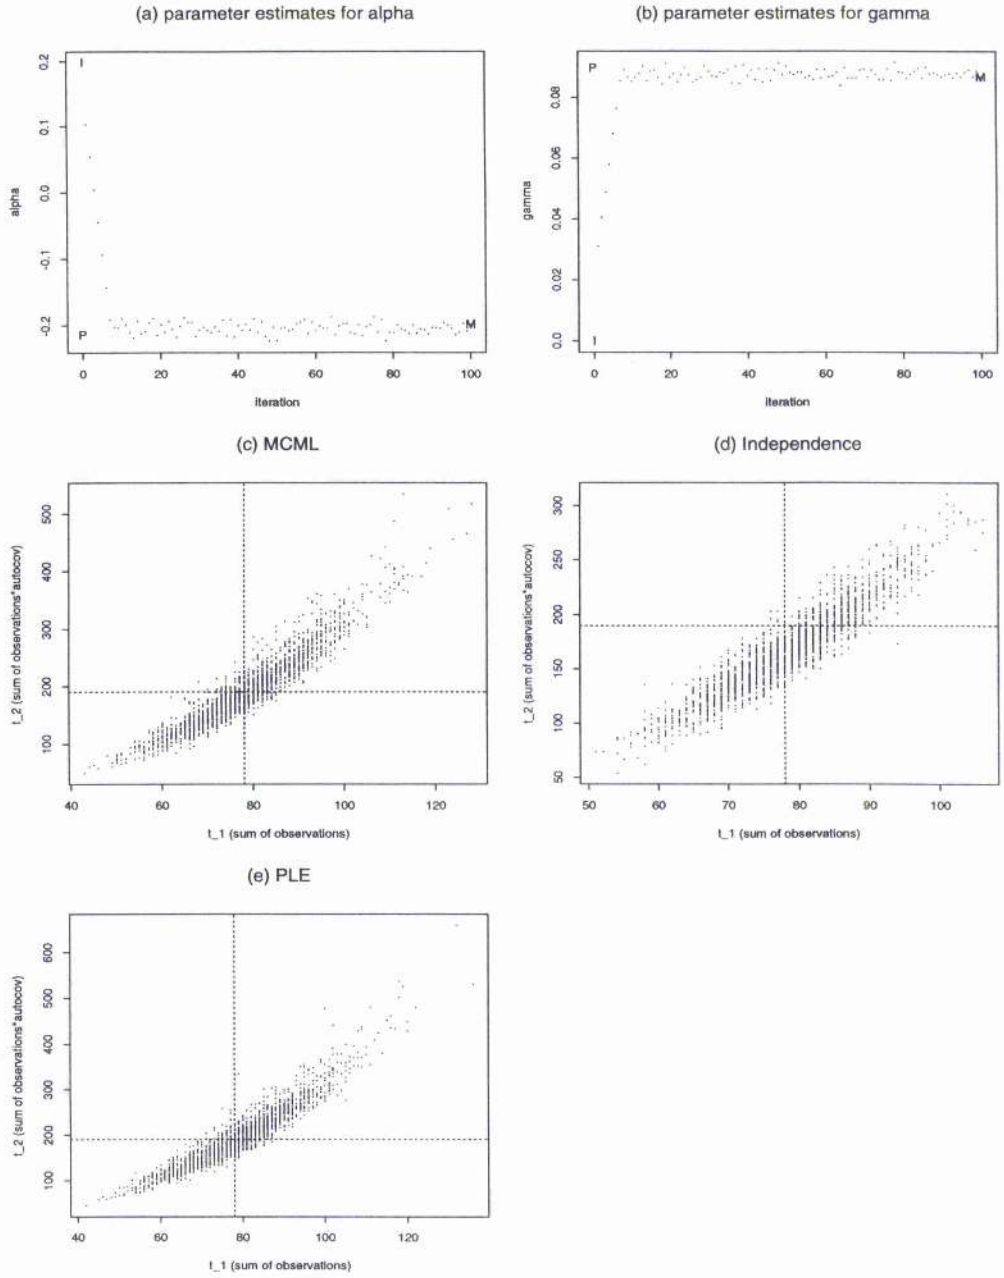 (a) parameter estimates for alpha
alpha
0.2
0.1
0.0
-0.1
-0.2
I
P
M
0 20 40 60 80 100
iteration
(b) parameter estimates for gamma
gamma
0.08
0.06
0.04
0.02
0.0
P
M
I
0 20 40 60 80 100
iteration
(c) MCML
t_2 (sum of observations*autocov)
500
400
300
200
100
40 60 80 100 120
t_1 (sum of observations)
(d) Independence
t_2 (sum of observations*autocov)
300
250
200
150
100
50
50 60 70 80 90 100
t_1 (sum of observations)
(e) PLE
t_2 (sum of observations*autocov)
600
500
400
300
200
100
40 60 80 100 120
t_1 (sum of observations)